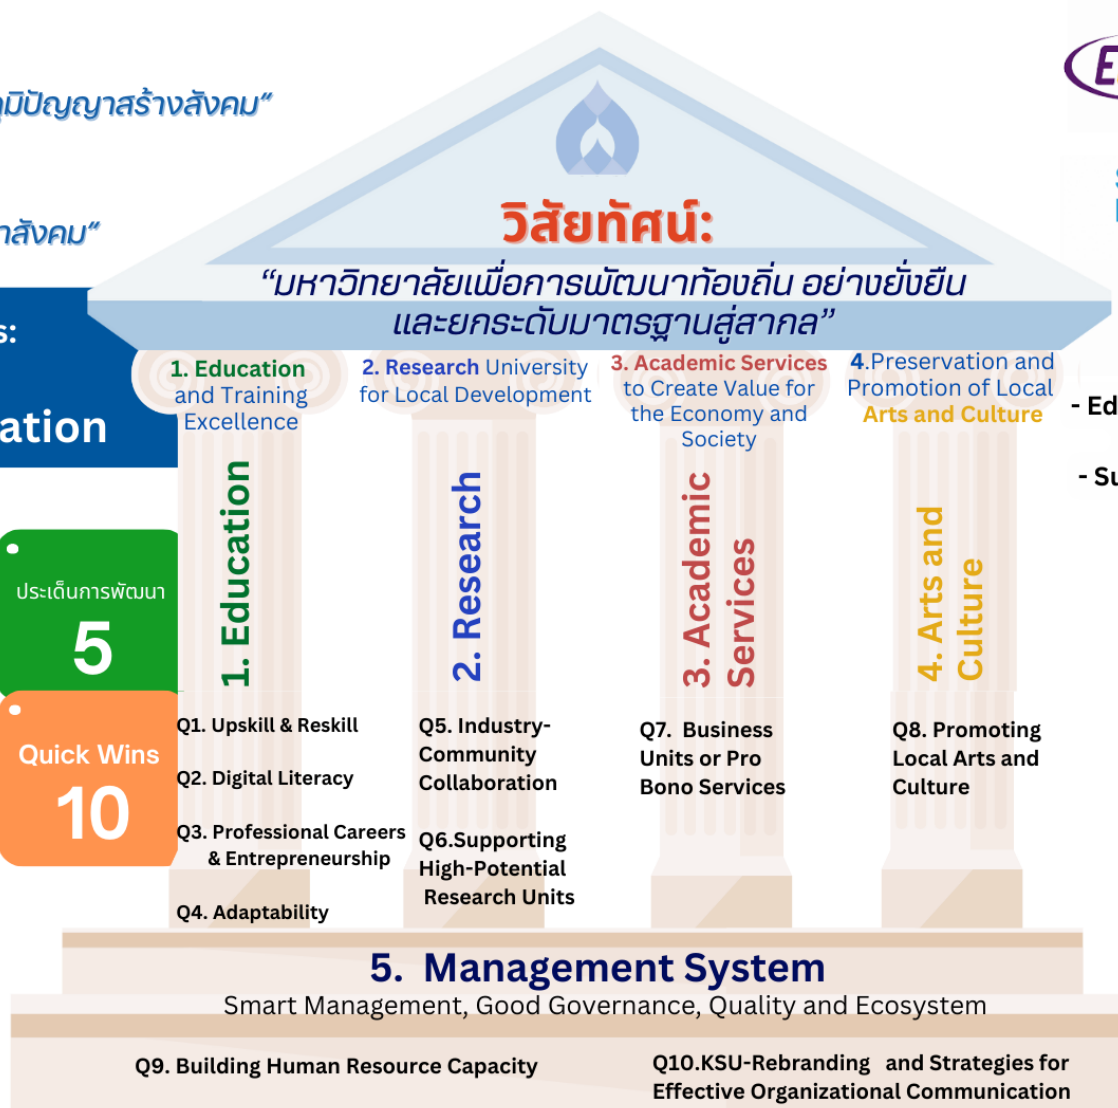 ภูมิปัญญาสร้างสังคม“
สังคม“
วิสัยทัศน์:
“มหาวิทยาลัยเพื่อการพัฒนาท้องถิ่น อย่างยั่งยืน
และยกระดับมาตรฐานสู่สากล”
s:
ation
1. Education
and Training
Excellence
2. Research University
for Local Development
3. Academic Services
to Create Value for
the Economy and
Society
4.Preservation and
Promotion of Local
Arts and Culture
- Ed
- Su
1. Education
2. Research
3. Academic
Services
4. Arts and
Culture
ประเด็นการพัฒนา
5
Quick Wins
10
Q1. Upskill & Reskill
Q2. Digital Literacy
Q3. Professional Careers
& Entrepreneurship
Q4. Adaptability
Q5. Industry-
Community
Collaboration
Q6.Supporting
High-Potential
Research Units
Q7. Business
Units or Pro
Bono Services
Q8. Promoting
Local Arts and
Culture
5. Management System
Smart Management, Good Governance, Quality and Ecosystem
Q9. Building Human Resource Capacity
Q10.KSU-Rebranding and Strategies for
Effective Organizational Communication